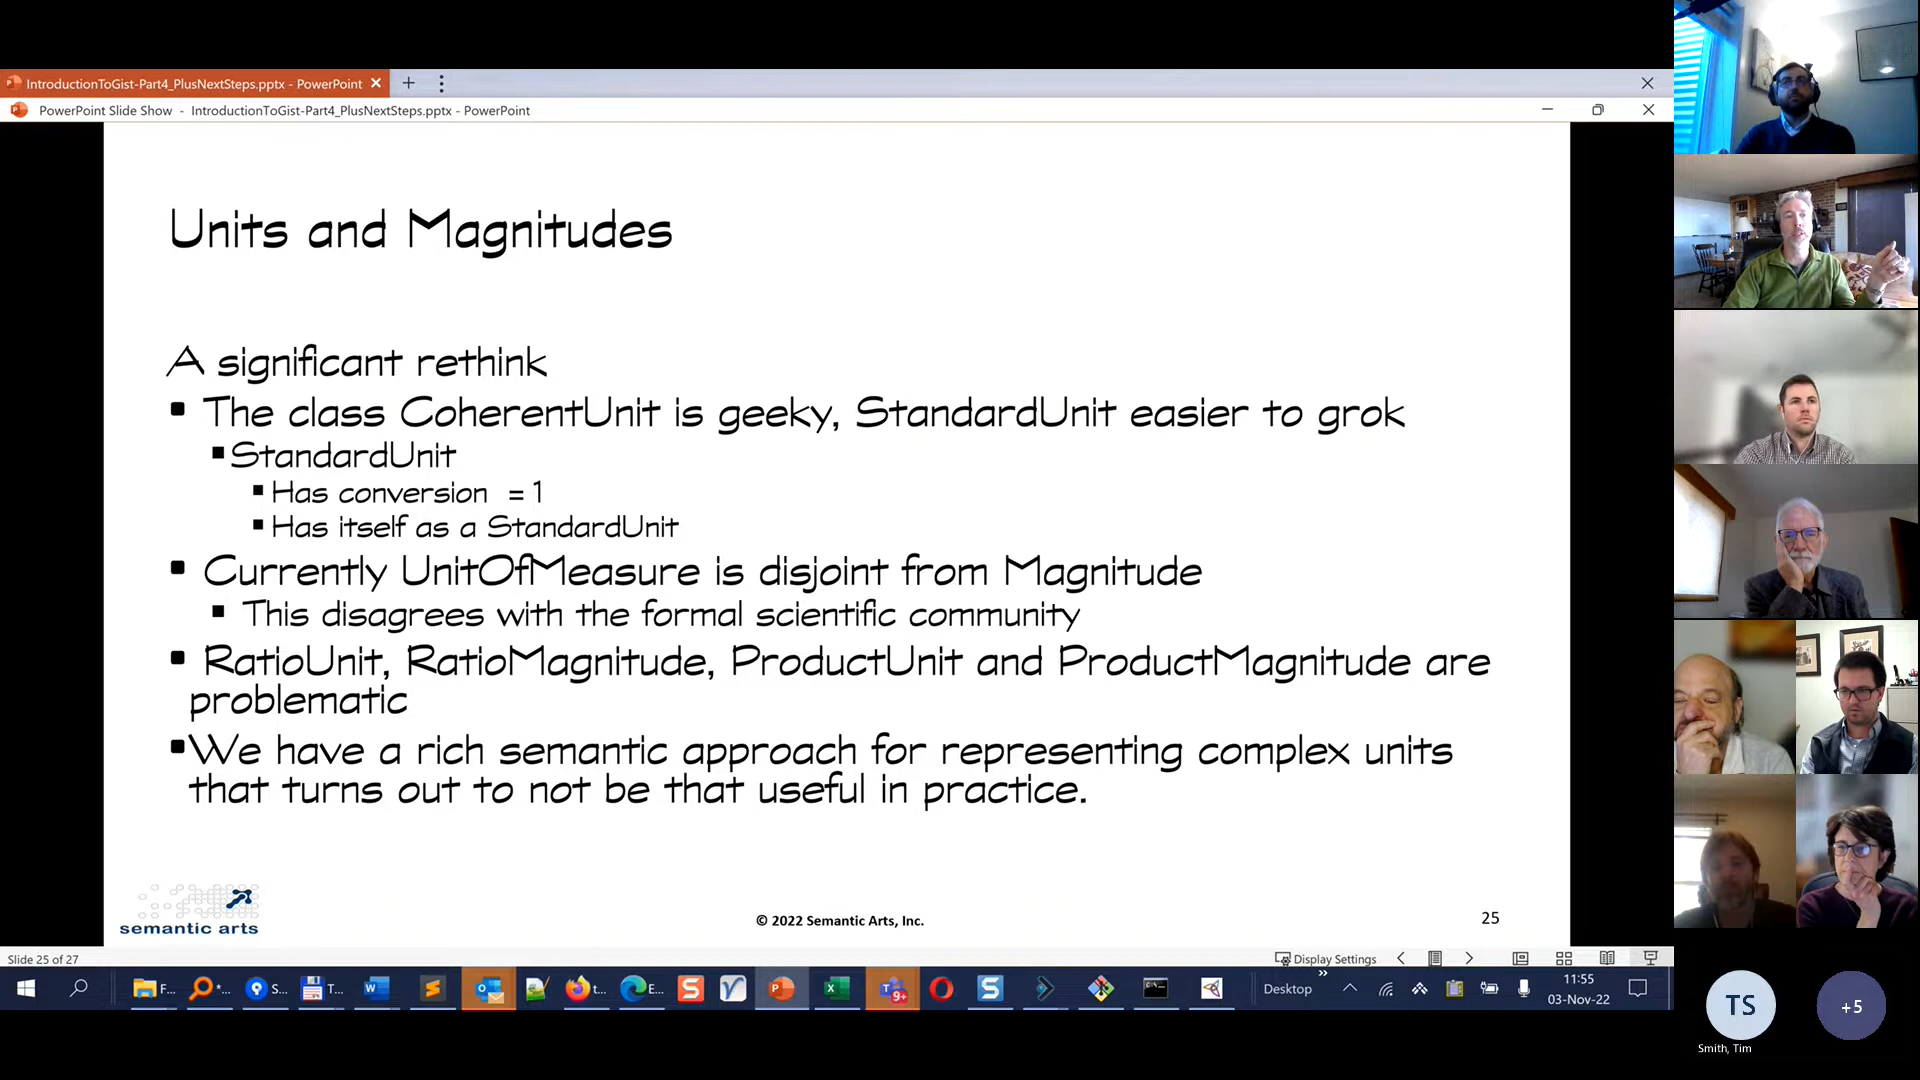 IntroductionToGist-Part4_PlusNextSteps.pptx - PowerPoint
PowerPoint Slide Show - IntroductionToGist-Part4_PlusNextSteps.pptx - PowerPoint
Units and Magnitudes
A significant rethink
The class CoherentUnit is geeky, StandardUnit easier to grok
StandardUnit
Has conversion = 1
Has itself as a StandardUnit
Currently UnitOfMeasure is disjoint from Magnitude
This disagrees with the formal scientific community
RatioUnit, RatioMagnitude, ProductUnit and ProductMagnitude are
problematic
We have a rich semantic approach for representing complex units
that turns out to not be that useful in practice.
semantic arts
© 2022 Semantic Arts, Inc.
25
Slide 25 of 27
Display Settings
F... *... S... T... t... E... 9+ Desktop
11:55
03-Nov-22
TS
+5
Smith, Tim